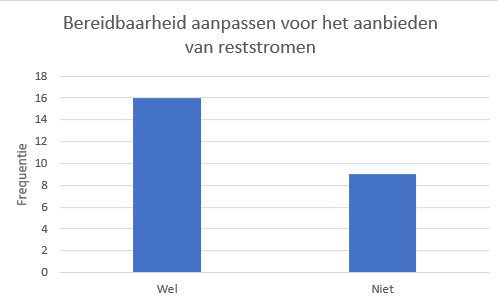 Bereidbaarheid aanpassen voor het aanbieden
van reststromen
Frequentie
18
16
14
12
10
8
6
4
2
0
Wel
Niet